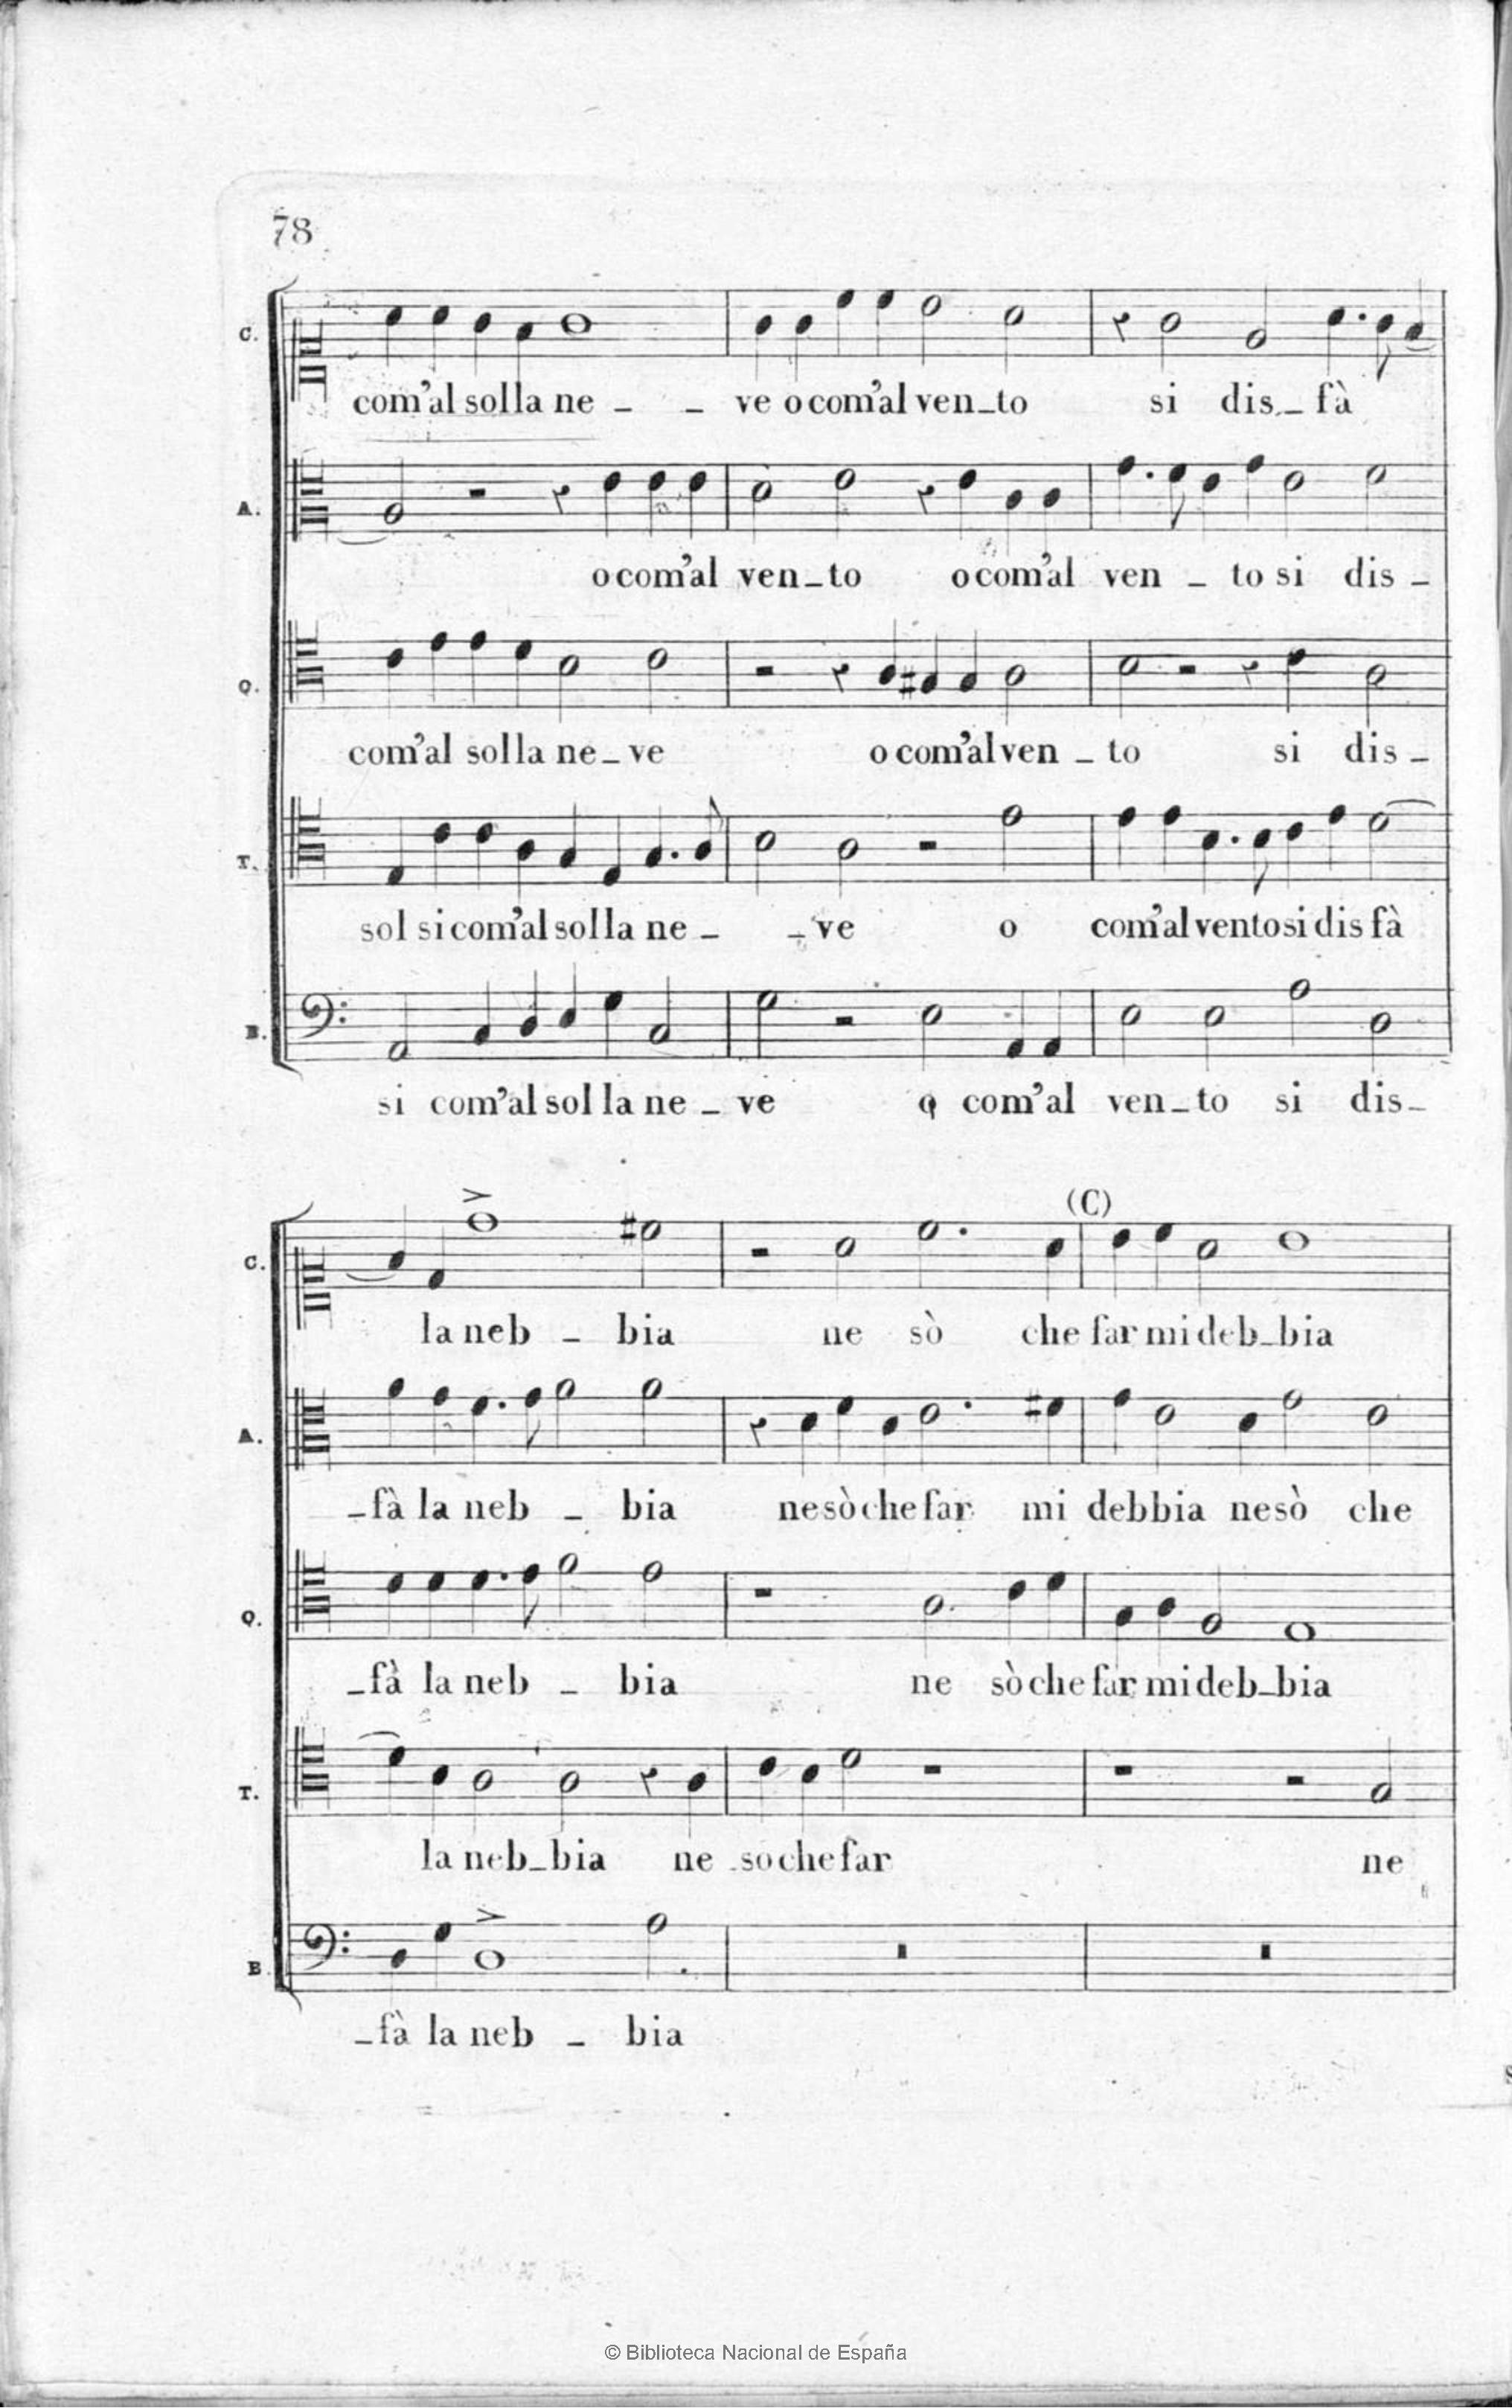 78
C. com'al sol la ne _ _ ve o com'al ven_to si dis_fà
A. o com'al ven_to o com'al ven _ to si dis_
Q. com'al sol la ne_ve o com'al ven _ to si dis_
T. sol si com'al sol la ne _ _ ve o com'al vento si dis fà
B. si com'al sol la ne _ ve o com'al ven_to si dis_
(C)
C. la neb _ bia ne sò che far mi deb_bia
A. _fà la neb _ bia ne sò che far mi debbia ne sò che
Q. _fà la neb _ bia ne sò che far mi deb_bia
T. la neb_bia ne so che far ne
B _fà la neb _ bia
© Biblioteca Nacional de España